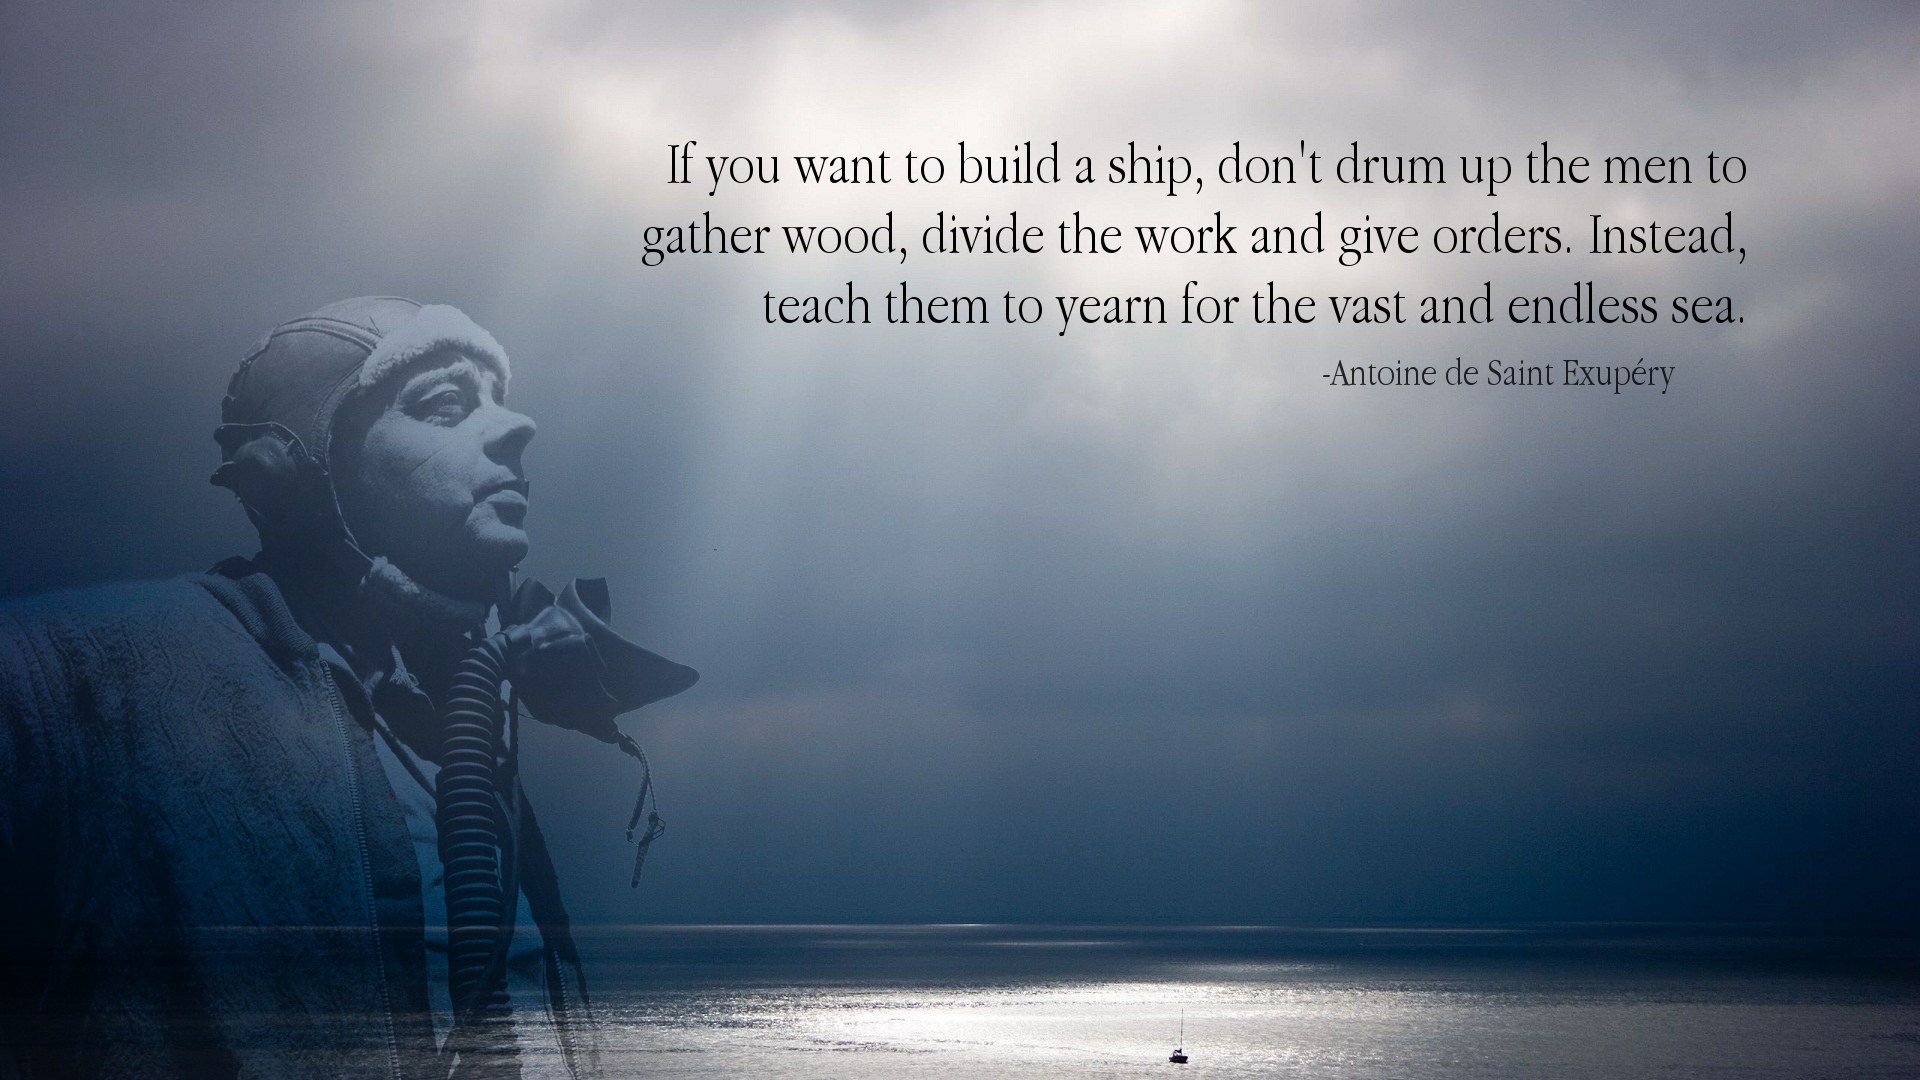 If you want to build a ship, don't drum up the men to
gather wood, divide the work and give orders. Instead,
teach them to yearn for the vast and endless sea.
-Antoine de Saint Exupéry